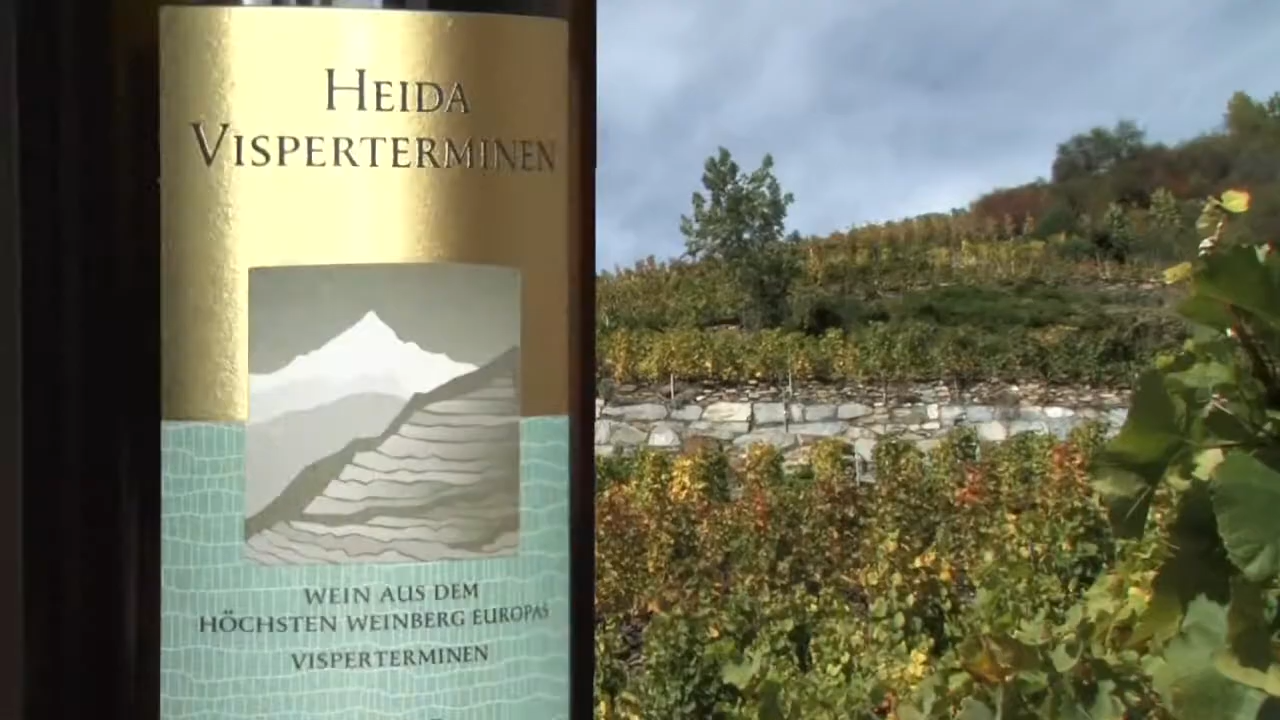 HEIDA
VISPERTERMINEN
WEIN AUS DEM
HÖCHSTEN WEINBERG EUROPAS
VISPERTERMINEN